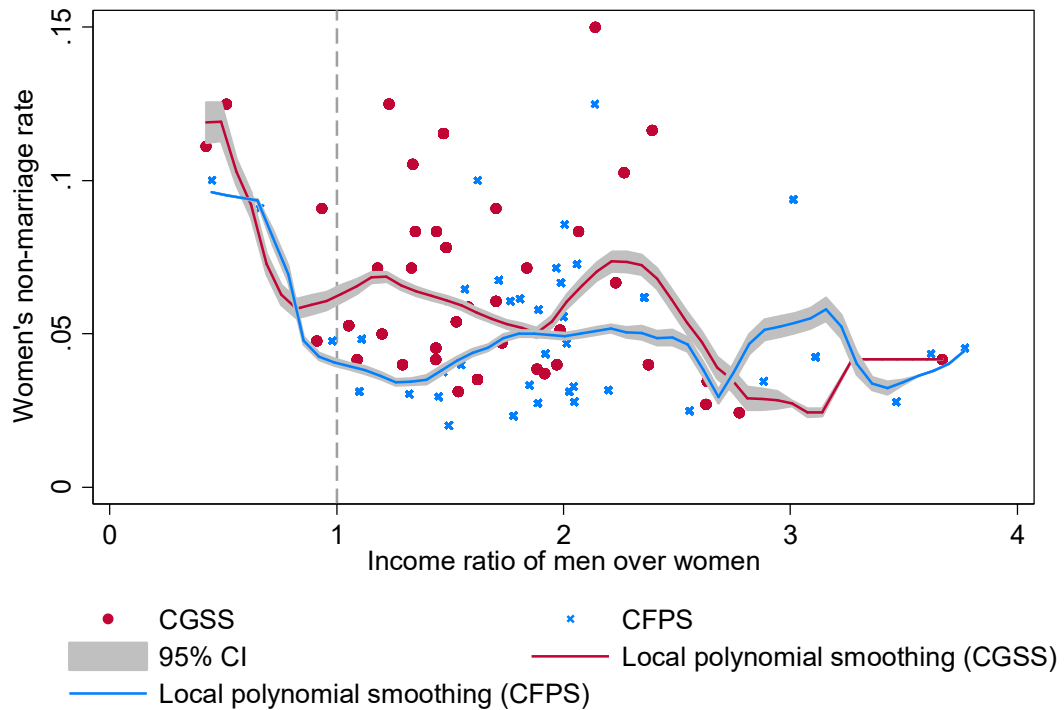 .15
.1
.05
0
Women's non-marriage rate
0 1 2 3 4
Income ratio of men over women
CGSS CFPS
95% CI Local polynomial smoothing (CGSS)
Local polynomial smoothing (CFPS)